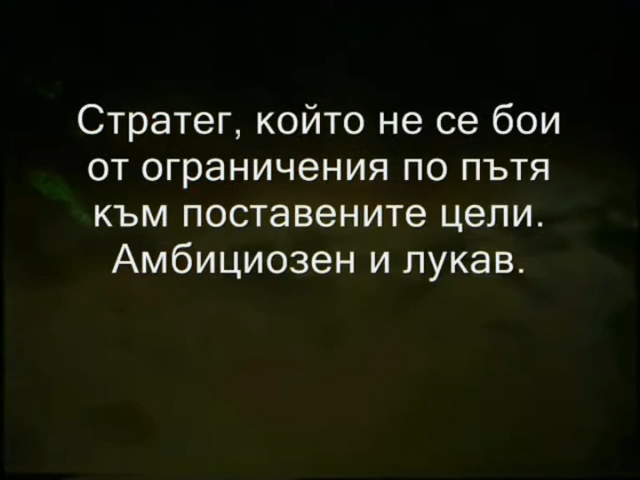 Стратег, който не се бои
от ограничения по пътя
към поставените цели.
Амбициозен и лукав.